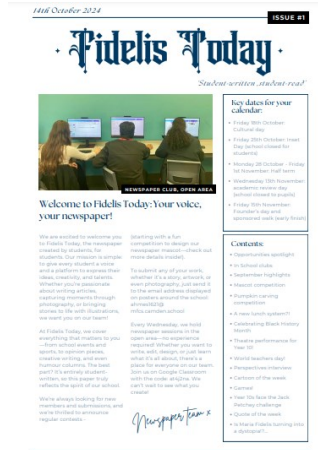 14th October 2024
ISSUE #1
Fidelis Today
Student-written, student-read
NEWSPAPER CLUB, OPEN AREA
Welcome to Fidelis Today: Your voice,
your newspaper!
We are excited to welcome you
to Fidelis Today, the newspaper
created by students, for
students. Our mission is simple:
to give every student a voice
and a platform to express their
ideas, creativity, and talents.
Whether you're passionate
about writing articles,
capturing moments through
photography, or bringing
stories to life with illustrations,
we want you on our team!
At Fidelis Today, we cover
everything that matters to you
—from school events and
sports, to opinion pieces,
creative writing, and even
humour columns. The best
part? It's entirely student-
written, so this paper truly
reflects the spirit of our school.
We're always looking for new
members and submissions, and
we're thrilled to announce
regular contests—
(starting with a fun
competition to design our
newspaper mascot—check out
more details inside!).
To submit any of your work,
whether it's a story, artwork, or
even photography, just send it
to the email address displayed
on posters around the school:
Every Wednesday, we hold
newspaper sessions in the
open area—no experience
required! Whether you want to
write, edit, design, or just learn
what it's all about, there's a
place for everyone on our team.
Join us on Google Classroom
with the code:
We can't wait to see what you
create!
Newspaper team x
Key dates for your
calendar:
Friday 18th October:
Cultural day
Friday 25th October: Inset
Day (school closed for
students)
Monday 28 October - Friday
1st November: Half term
Wednesday 13th November:
academic review day
(school closed to pupils)
Friday 15th November:
Founder's day and
sponsored walk (early finish)
Contents:
Opportunities spotlight
In School clubs
September highlights
Mascot competition
Pumpkin carving
competition
A new lunch system?!
Celebrating Black History
Month
Theatre performance for
Year 10!
World teachers day!
Perspectives interview
Cartoon of the week
Games!
Year 10s face the Jack
Petchey challenge
Quote of the week
Is Marie Fidelis turning into
a dystopia?...